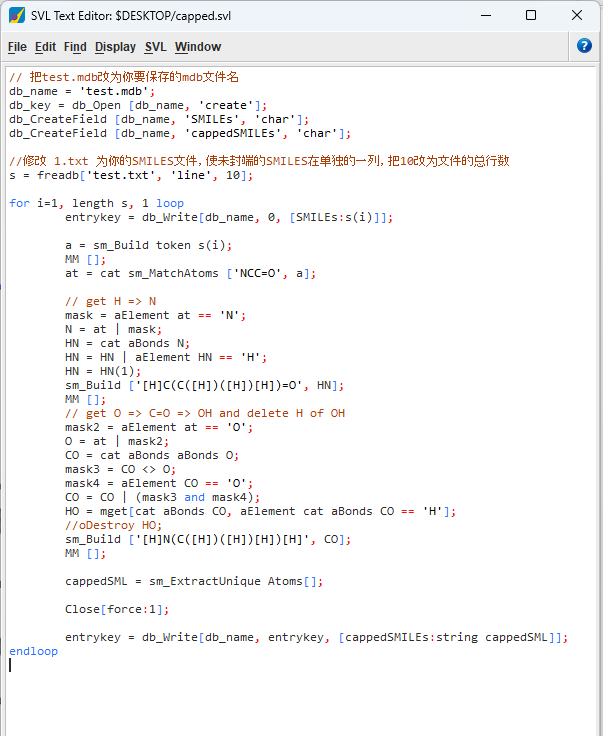 SVL Text Editor: $DESKTOP/capped.svl
File Edit Find Display SVL Window ?
// 把test.mdb改为你要保存的mdb文件名
db_name = 'test.mdb';
db_key = db_Open [db_name, 'create'];
db_CreateField [db_name, 'SMILEs', 'char'];
db_CreateField [db_name, 'cappedSMILEs', 'char'];
//修改 1.txt 为你的SMILES文件,使未封端的SMILES在单独的一列,把10改为文件的总行数
s = freadb['test.txt', 'line', 10];
for i=1, length s, 1 loop
entrykey = db_Write[db_name, 0, [SMILEs:s(i)]];
a = sm_Build token s(i);
MM [];
at = cat sm_MatchAtoms ['NCC=O', a];
// get H => N
mask = aElement at == 'N';
N = at | mask;
HN = cat aBonds N;
HN = HN | aElement HN == 'H';
HN = HN(1);
sm_Build ['[H]C(C([H])([H])[H])=O', HN];
MM [];
// get O => C=O => OH and delete H of OH
mask2 = aElement at == 'O';
O = at | mask2;
CO = cat aBonds aBonds O;
mask3 = CO <> O;
mask4 = aElement CO == 'O';
CO = CO | (mask3 and mask4);
HO = mget[cat aBonds CO, aElement cat aBonds CO == 'H'];
//oDestroy HO;
sm_Build ['[H]N(C([H])([H])[H])[H]', CO];
MM [];
cappedSML = sm_ExtractUnique Atoms[];
Close[force:1];
entrykey = db_Write[db_name, entrykey, [cappedSMILEs:string cappedSML]];
endloop